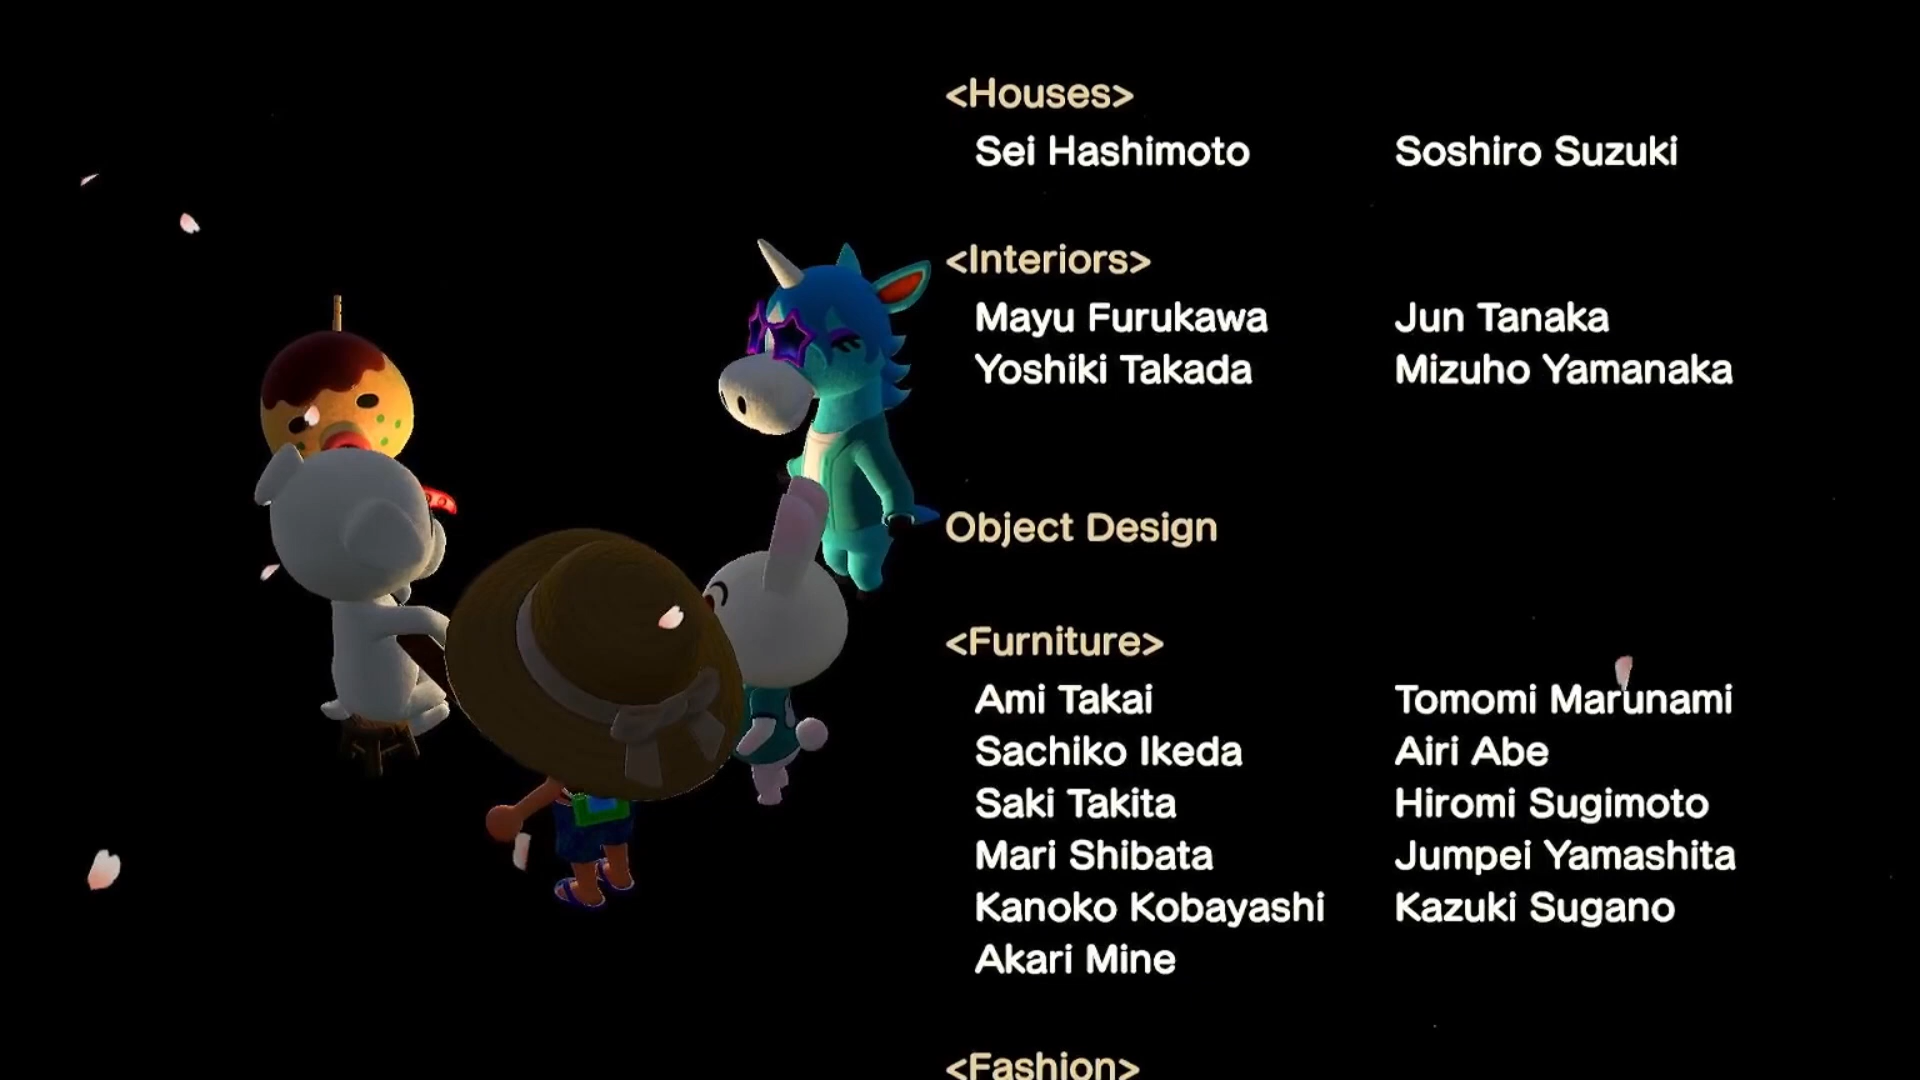 <Houses>
Sei Hashimoto Soshiro Suzuki
<Interiors>
Mayu Furukawa Jun Tanaka
Yoshiki Takada Mizuho Yamanaka
Object Design
<Furniture>
Ami Takai Tomomi Marunami
Sachiko Ikeda Airi Abe
Saki Takita Hiromi Sugimoto
Mari Shibata Jumpei Yamashita
Kanoko Kobayashi Kazuki Sugano
Akari Mine
<Fashion>